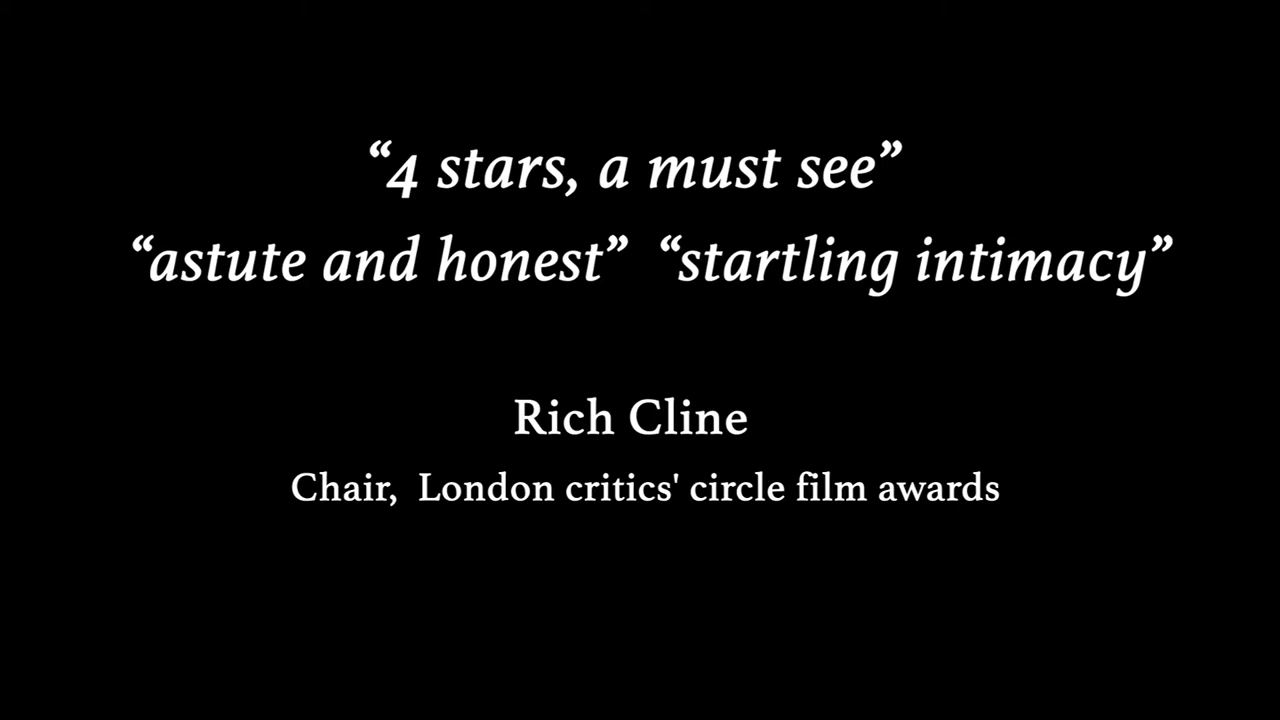 “4 stars, a must see”
“astute and honest” “startling intimacy”
Rich Cline
Chair, London critics' circle film awards